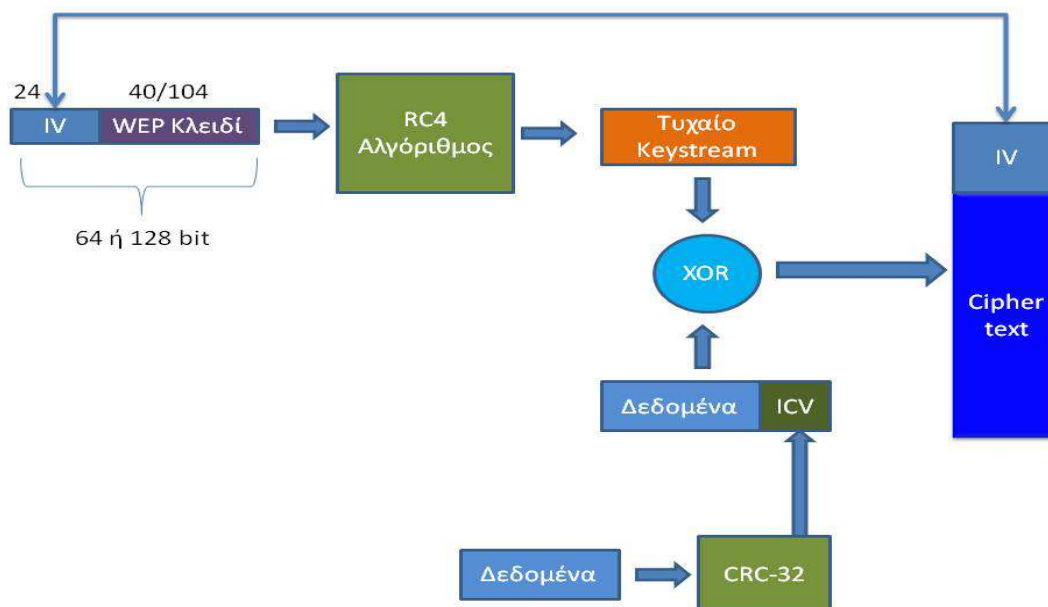 24
40/104
IV
WEP Κλειδί
64 ή 128 bit
RC4
Αλγόριθμος
Τυχαίο
Keystream
XOR
IV
Cipher
text
Δεδομένα
ICV
Δεδομένα
CRC-32